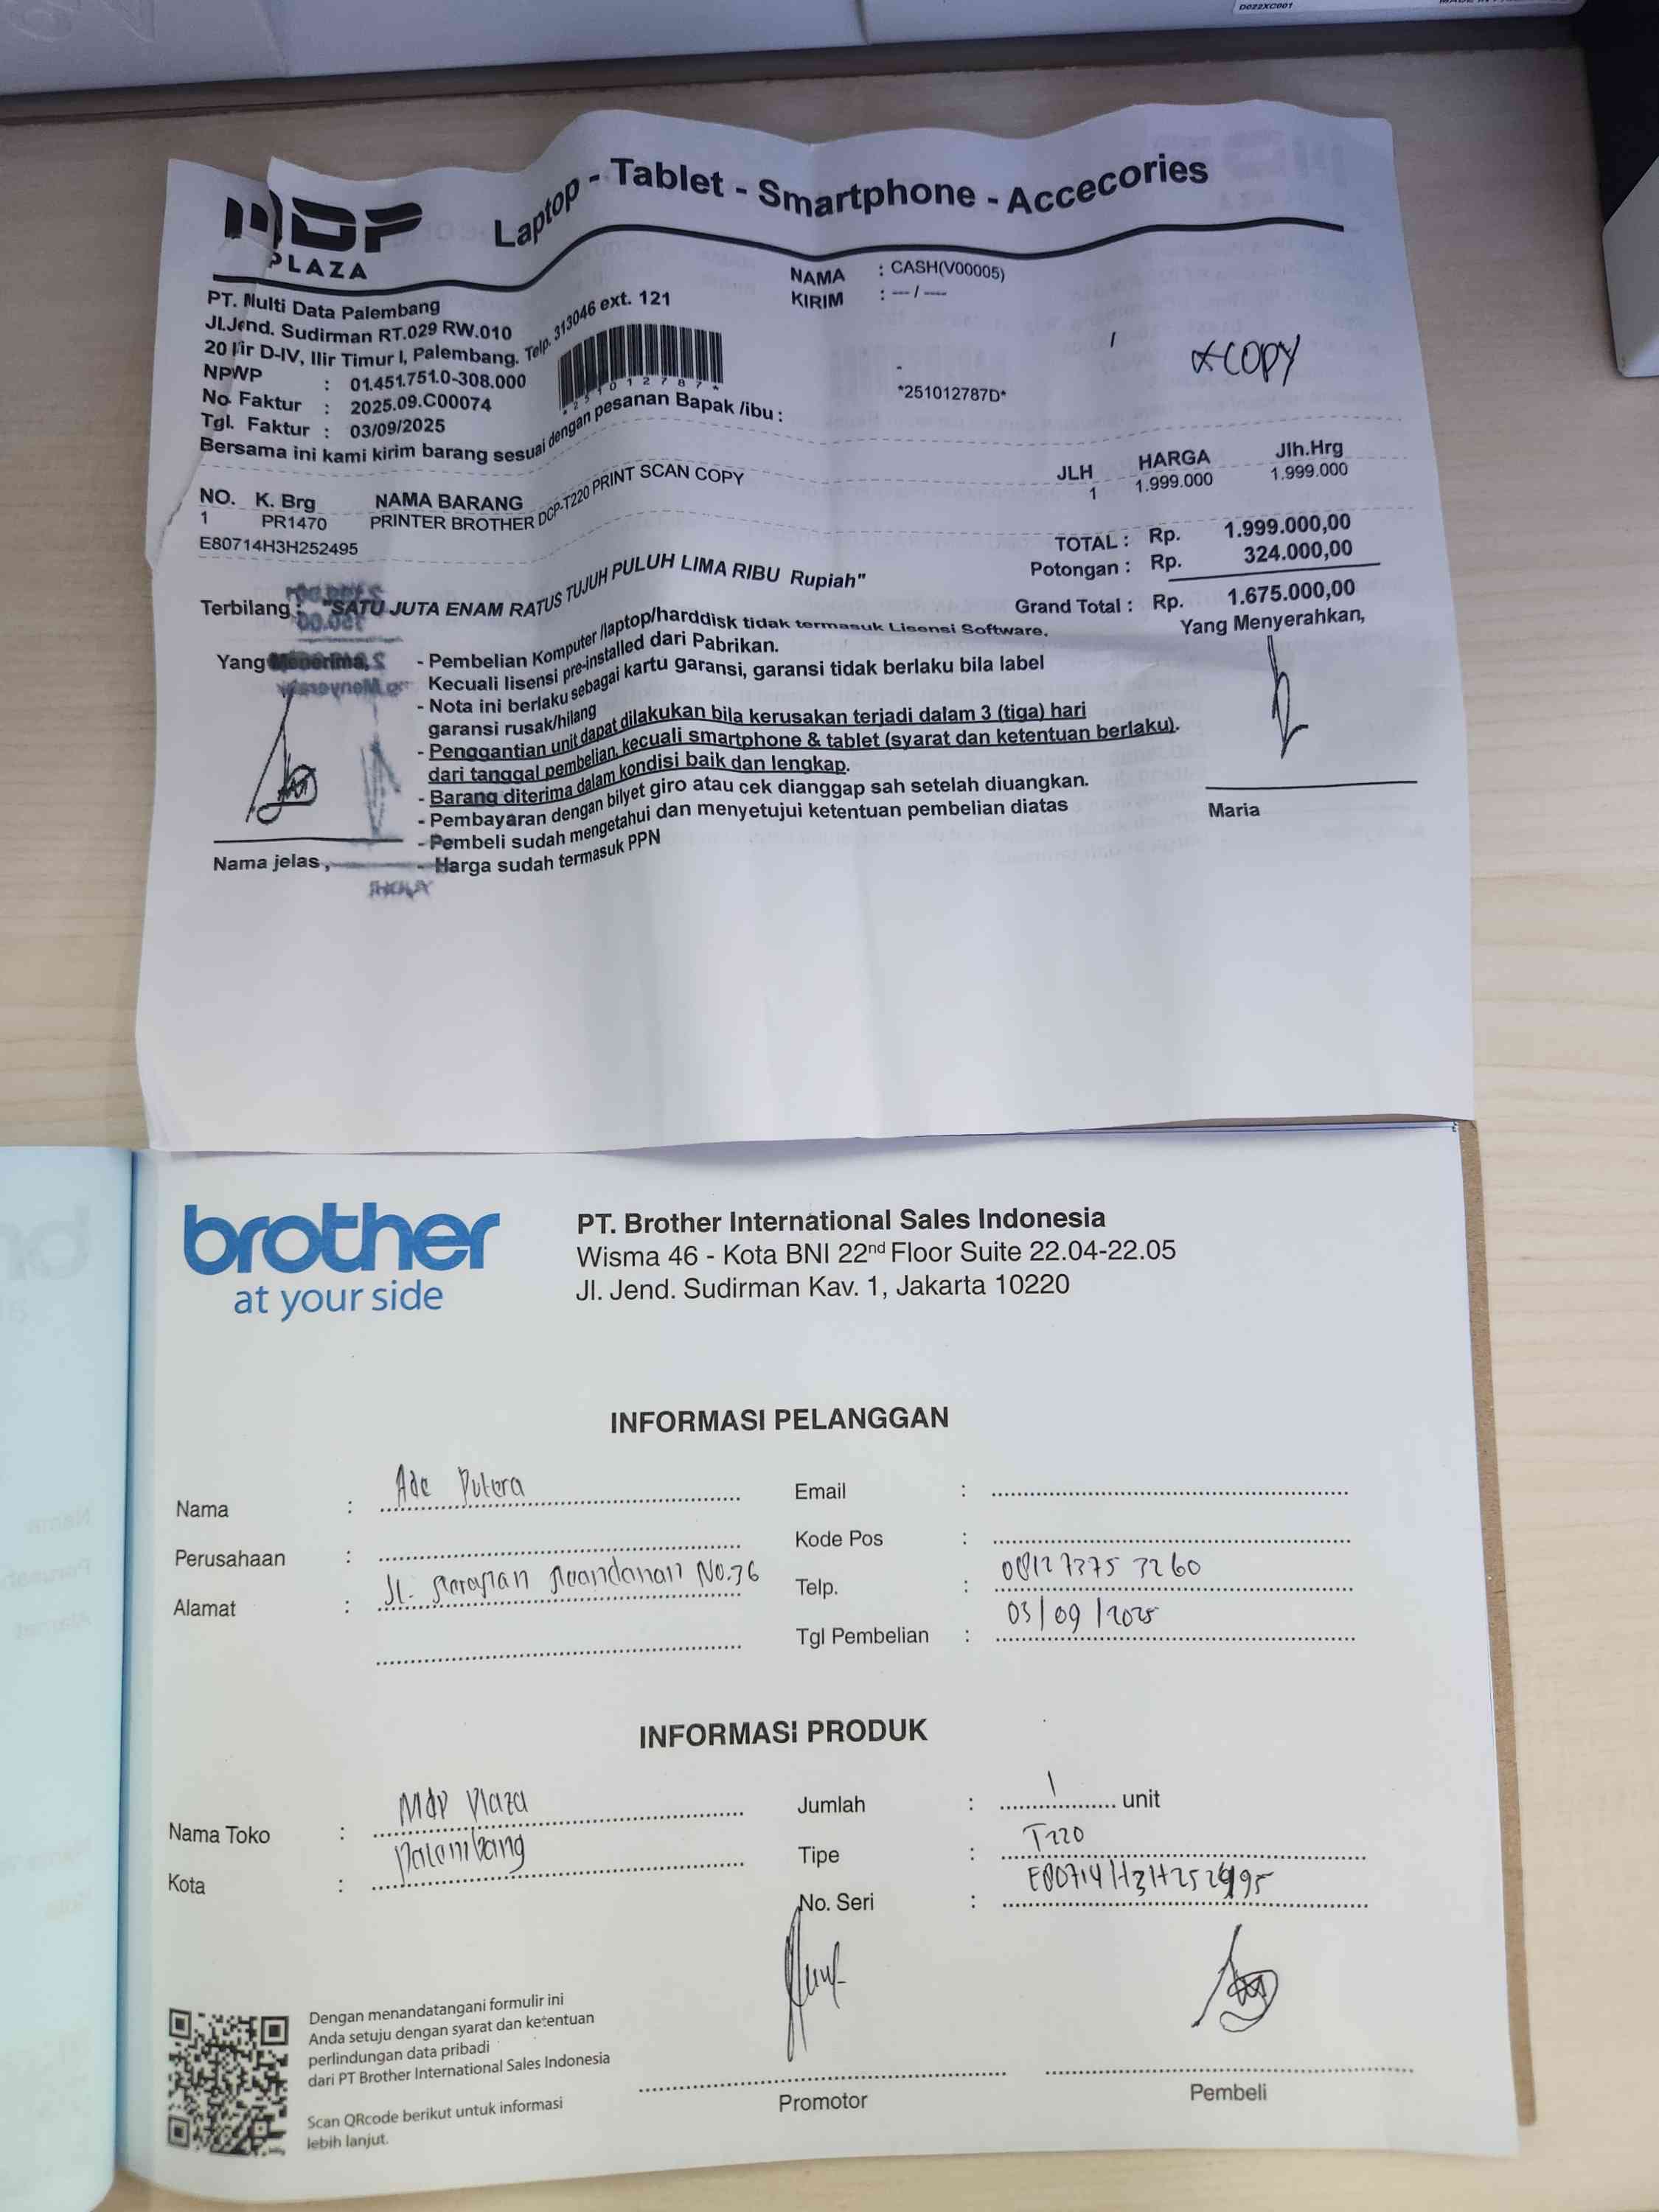 D022XC001
MDP
PLAZA
Laptop - Tablet - Smartphone - Accecories
PT. Multi Data Palembang
Jl.Jend. Sudirman RT.029 RW.010
20 Ilir D-IV, Ilir Timur I, Palembang. Telp. 313046 ext. 121
NPWP : 01.451.751.0-308.000
No. Faktur : 2025.09.C00074
Tgl. Faktur : 03/09/2025
Bersama ini kami kirim barang sesuai dengan pesanan Bapak /ibu :
NAMA : CASH(V00005)
KIRIM : ---/----
*251012787*
*251012787D*
COPY
NO. K. Brg NAMA BARANG JLH HARGA Jlh.Hrg
1 PR1470 PRINTER BROTHER DCP-T220 PRINT SCAN COPY 1 1.999.000 1.999.000
E80714H3H252495
TOTAL : Rp. 1.999.000,00
Potongan : Rp. 324.000,00
Grand Total : Rp. 1.675.000,00
Terbilang : "SATU JUTA ENAM RATUS TUJUH PULUH LIMA RIBU Rupiah"
Yang Menerima,
Yang Menyerahkan,
- Pembelian Komputer /laptop/harddisk tidak termasuk Lisensi Software,
Kecuali lisensi pre-installed dari Pabrikan.
- Nota ini berlaku sebagai kartu garansi, garansi tidak berlaku bila label
garansi rusak/hilang
- Penggantian unit dapat dilakukan bila kerusakan terjadi dalam 3 (tiga) hari
dari tanggal pembelian, kecuali smartphone & tablet (syarat dan ketentuan berlaku).
- Barang diterima dalam kondisi baik dan lengkap.
- Pembayaran dengan bilyet giro atau cek dianggap sah setelah diuangkan.
- Pembeli sudah mengetahui dan menyetujui ketentuan pembelian diatas
- Harga sudah termasuk PPN
Nama jelas,
Maria
brother
at your side
PT. Brother International Sales Indonesia
Wisma 46 - Kota BNI 22nd Floor Suite 22.04-22.05
Jl. Jend. Sudirman Kav. 1, Jakarta 10220
INFORMASI PELANGGAN
Nama : Ade Putera
Perusahaan :
Alamat : Jl. No.36
Email :
Kode Pos :
Telp. : 0812 7375 3260
Tgl Pembelian : 03/09/2025
INFORMASI PRODUK
Nama Toko : Mdp Plaza
Kota : Palembang
Jumlah : 1 unit
Tipe : T220
No. Seri : E80714H3H252495
Dengan menandatangani formulir ini
Anda setuju dengan syarat dan ketentuan
perlindungan data pribadi
dari PT Brother International Sales Indonesia
Scan QRcode berikut untuk informasi
lebih lanjut.
Promotor
Pembeli